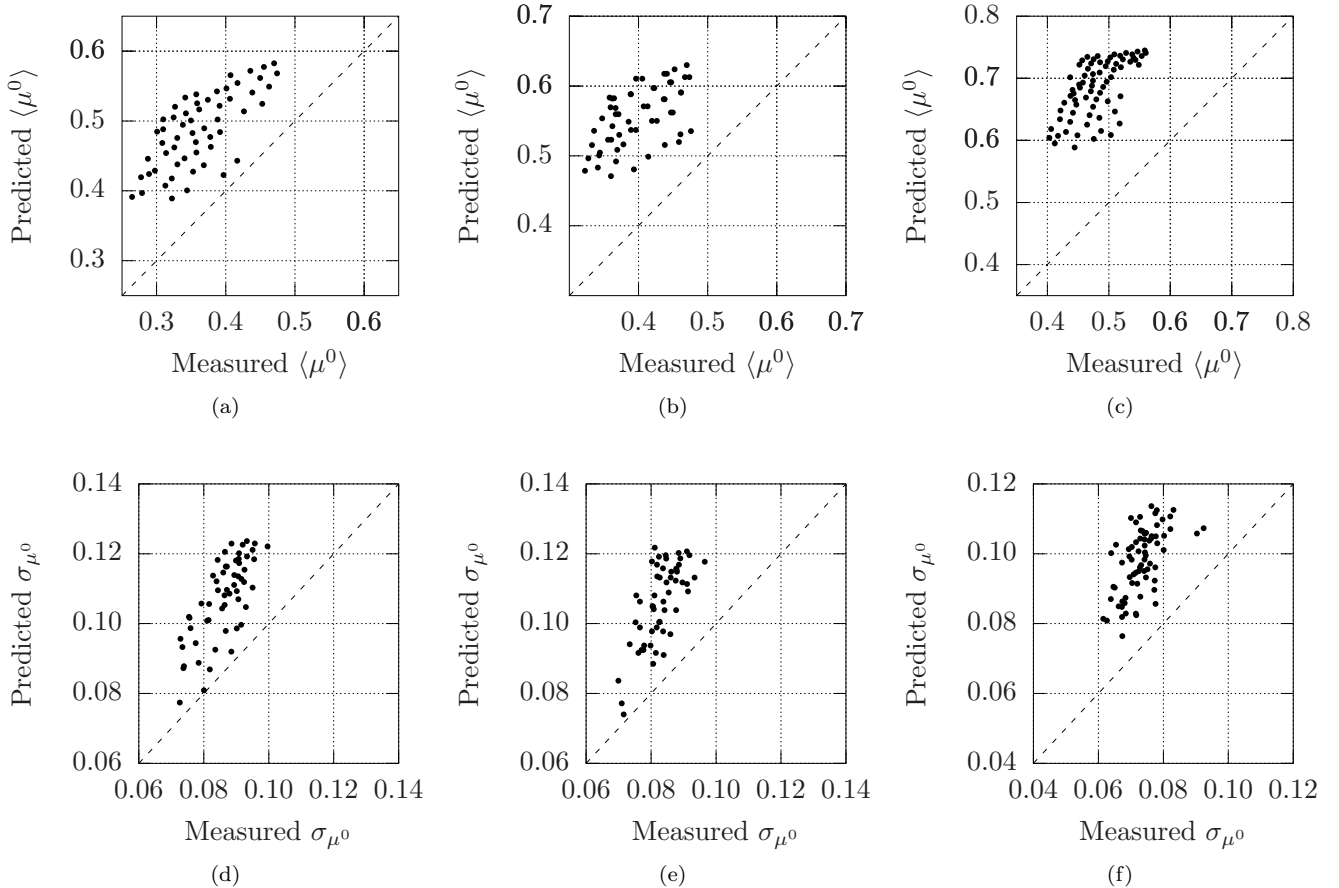 0.6
0.5
0.4
0.3
Predicted ⟨μ⁰⟩
0.3 0.4 0.5 0.6
Measured ⟨μ⁰⟩
(a)
0.7
0.6
0.5
0.4
Predicted ⟨μ⁰⟩
0.4 0.5 0.6 0.7
Measured ⟨μ⁰⟩
(b)
0.8
0.7
0.6
0.5
0.4
Predicted ⟨μ⁰⟩
0.4 0.5 0.6 0.7 0.8
Measured ⟨μ⁰⟩
(c)
0.14
0.12
0.10
0.08
0.06
Predicted σ_μ⁰
0.06 0.08 0.10 0.12 0.14
Measured σ_μ⁰
(d)
0.14
0.12
0.10
0.08
0.06
Predicted σ_μ⁰
0.06 0.08 0.10 0.12 0.14
Measured σ_μ⁰
(e)
0.12
0.10
0.08
0.06
0.04
Predicted σ_μ⁰
0.04 0.06 0.08 0.10 0.12
Measured σ_μ⁰
(f)